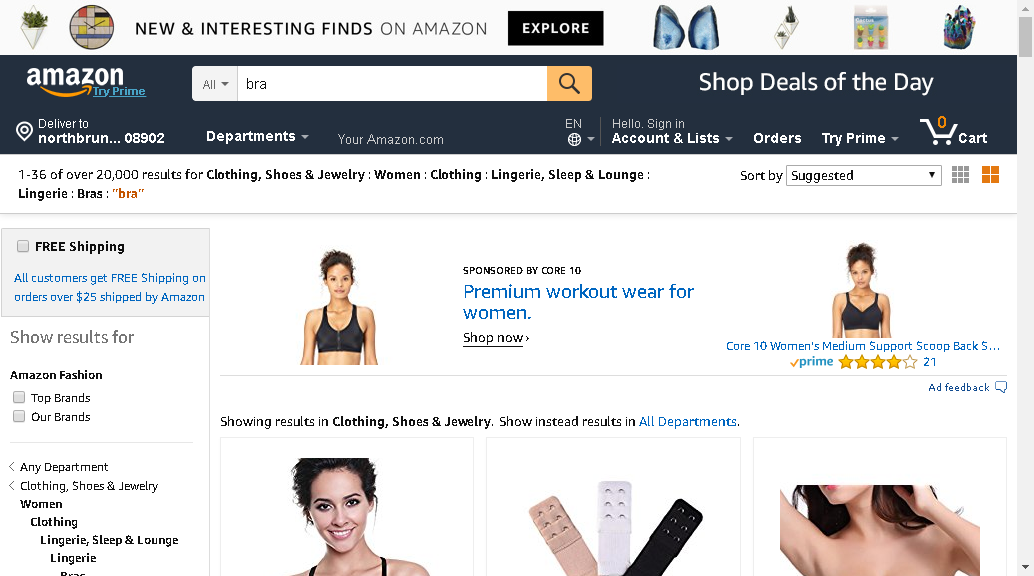 NEW & INTERESTING FINDS ON AMAZON EXPLORE
amazon
Try Prime
All
bra
Shop Deals of the Day
Deliver to
northbrun... 08902
Departments
Your Amazon.com
EN
Hello. Sign in
Account & Lists
Orders
Try Prime
0
Cart
1-36 of over 20,000 results for Clothing, Shoes & Jewelry : Women : Clothing : Lingerie, Sleep & Lounge :
Lingerie : Bras : "bra"
Sort by Suggested
FREE Shipping
All customers get FREE Shipping on
orders over $25 shipped by Amazon
Show results for
Amazon Fashion
Top Brands
Our Brands
Any Department
Clothing, Shoes & Jewelry
Women
Clothing
Lingerie, Sleep & Lounge
Lingerie
Bras
SPONSORED BY CORE 10
Premium workout wear for
women.
Shop now ›
Core 10 Women's Medium Support Scoop Back S...
prime 21
Ad feedback
Showing results in Clothing, Shoes & Jewelry. Show instead results in All Departments.